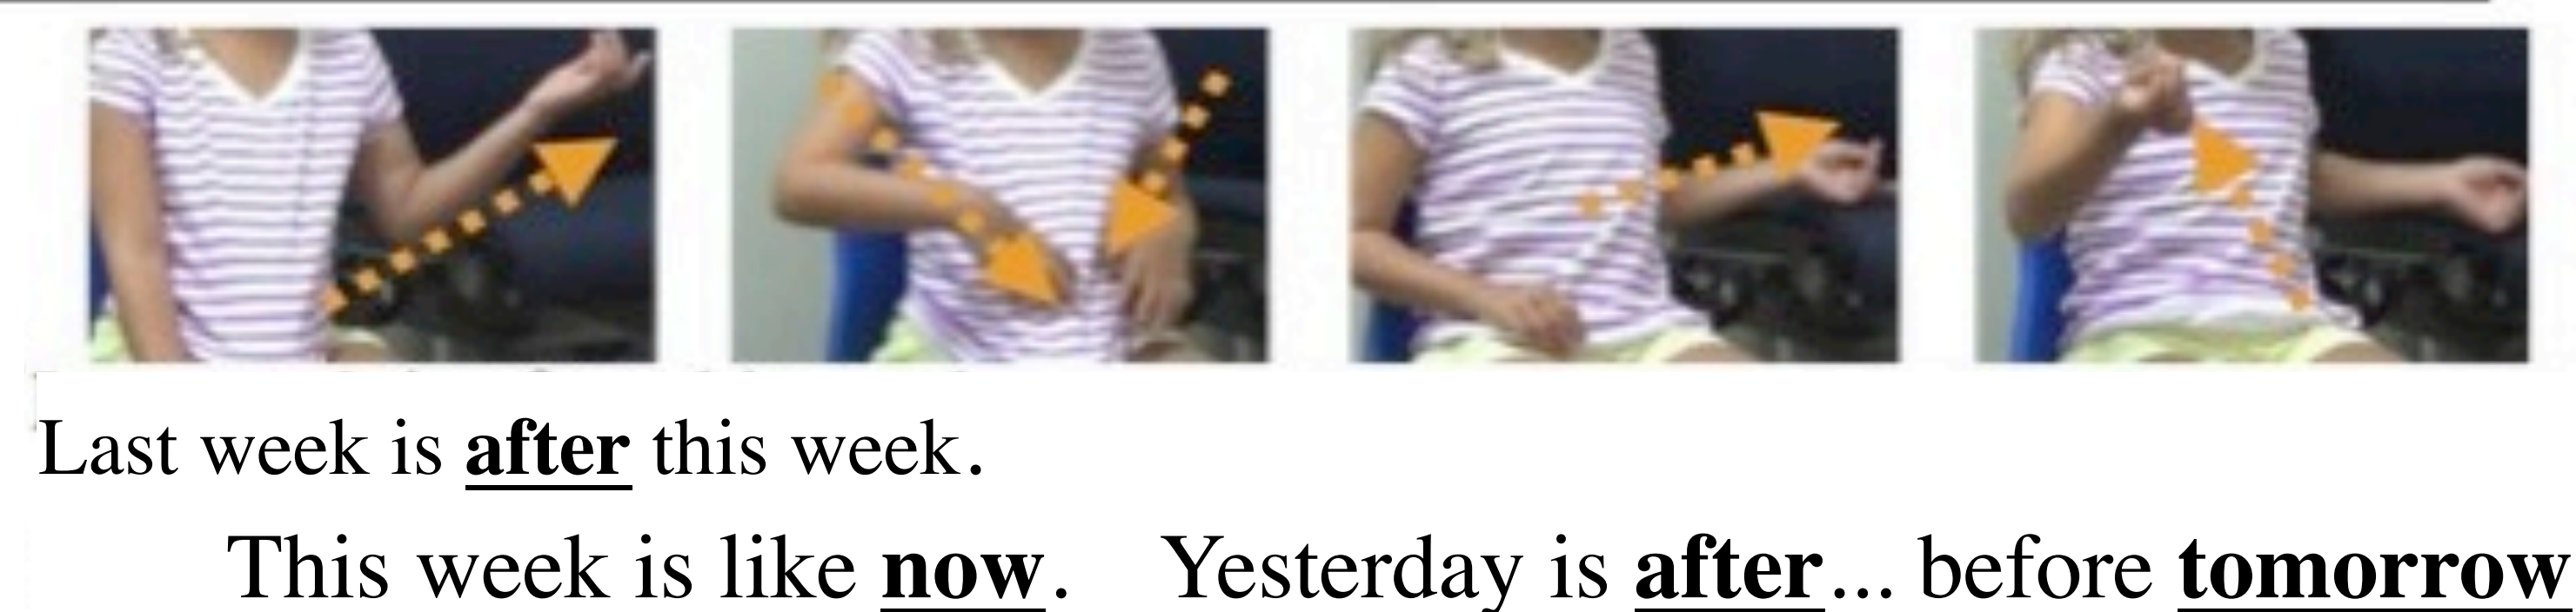 Last week is after this week.
This week is like now. Yesterday is after... before tomorrow